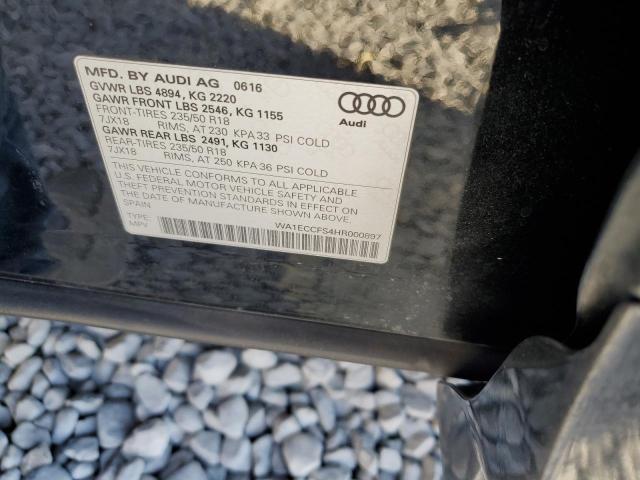 MFD. BY AUDI AG 0616
GVWR LBS 4894, KG 2220
GAWR FRONT LBS 2546, KG 1155
FRONT-TIRES 235/50 R18
7JX18 RIMS, AT 230 KPA 33 PSI COLD
GAWR REAR LBS 2491, KG 1130
REAR-TIRES 235/50 R18
7JX18 RIMS, AT 250 KPA 36 PSI COLD
THIS VEHICLE CONFORMS TO ALL APPLICABLE
U.S. FEDERAL MOTOR VEHICLE SAFETY AND
THEFT PREVENTION STANDARDS IN EFFECT ON
THE DATE OF MANUFACTURE SHOWN ABOVE.
SPAIN
TYPE:
MPV
WA1ECCFS4HR000897
Audi